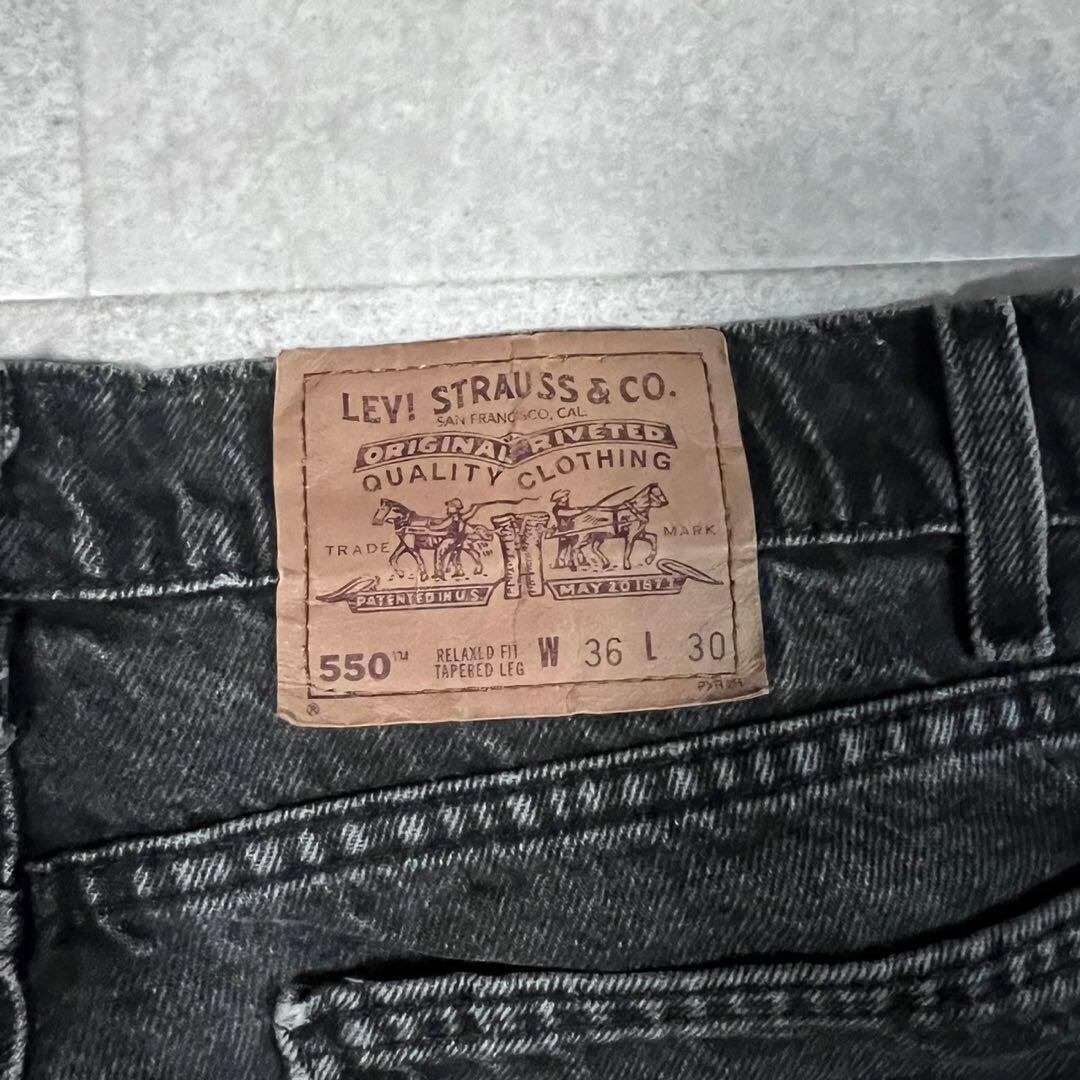 LEVI STRAUSS & CO.
SAN FRANCISCO, CAL.
ORIGINAL RIVETED
QUALITY CLOTHING
TRADE MARK
PATENTED IN U.S. MAY 20 1873
550™ RELAXED FIT W 36 L 30
TAPERED LEG
®